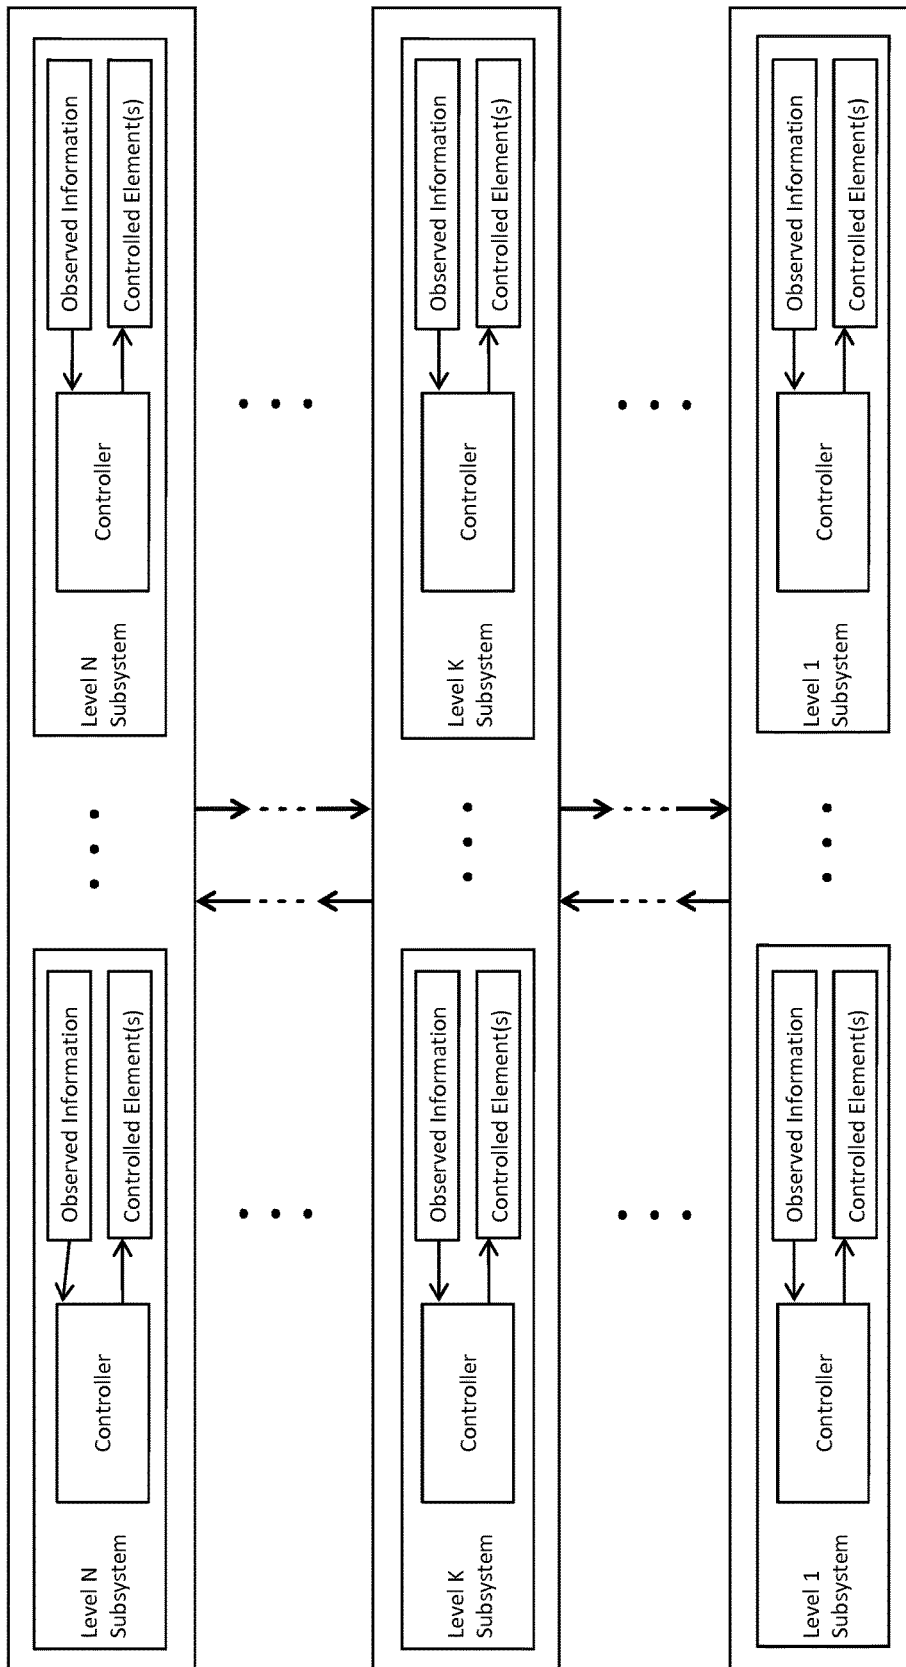 Level N
Subsystem
Controller
Observed Information
Controlled Element(s)
Level N
Subsystem
Controller
Observed Information
Controlled Element(s)
Level K
Subsystem
Controller
Observed Information
Controlled Element(s)
Level K
Subsystem
Controller
Observed Information
Controlled Element(s)
Level 1
Subsystem
Controller
Observed Information
Controlled Element(s)
Level 1
Subsystem
Controller
Observed Information
Controlled Element(s)